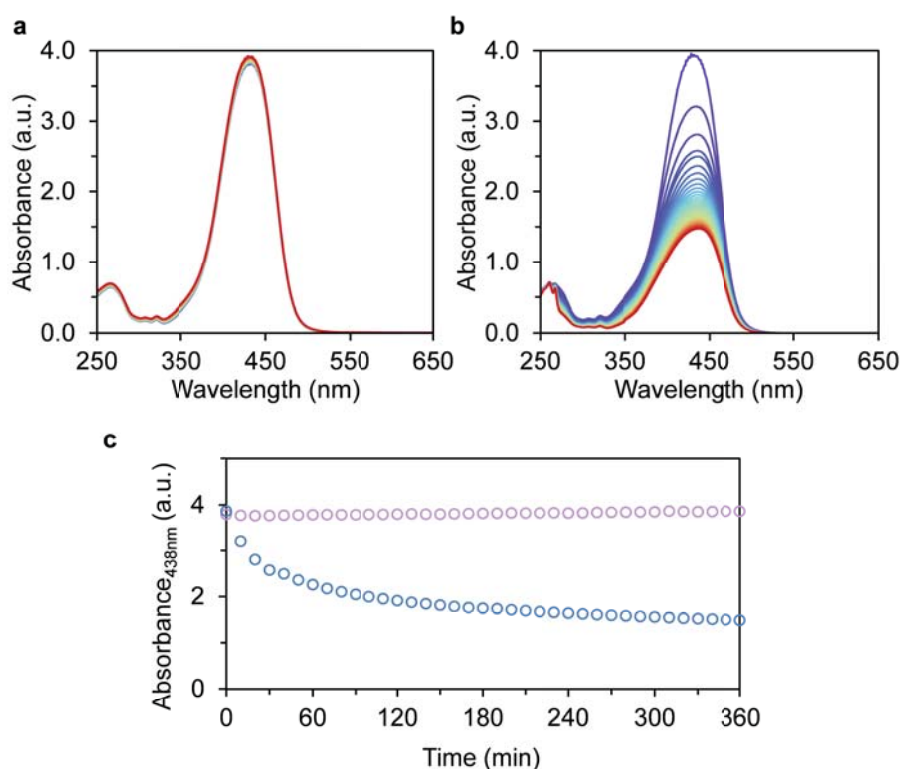 a
4.0
3.0
2.0
1.0
0.0
Absorbance (a.u.)
250 350 450 550 650
Wavelength (nm)
b
4.0
3.0
2.0
1.0
0.0
Absorbance (a.u.)
250 350 450 550 650
Wavelength (nm)
c
4
2
0
Absorbance438nm (a.u.)
0 60 120 180 240 300 360
Time (min)